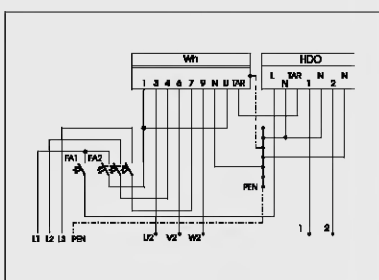 Wh HDO
1 3 4 6 7 9 N U TAR L N TAR 1 N 2 N
FA1 FA2
PEN
L1 L2 L3 PEN U2 V2 W2 1 2